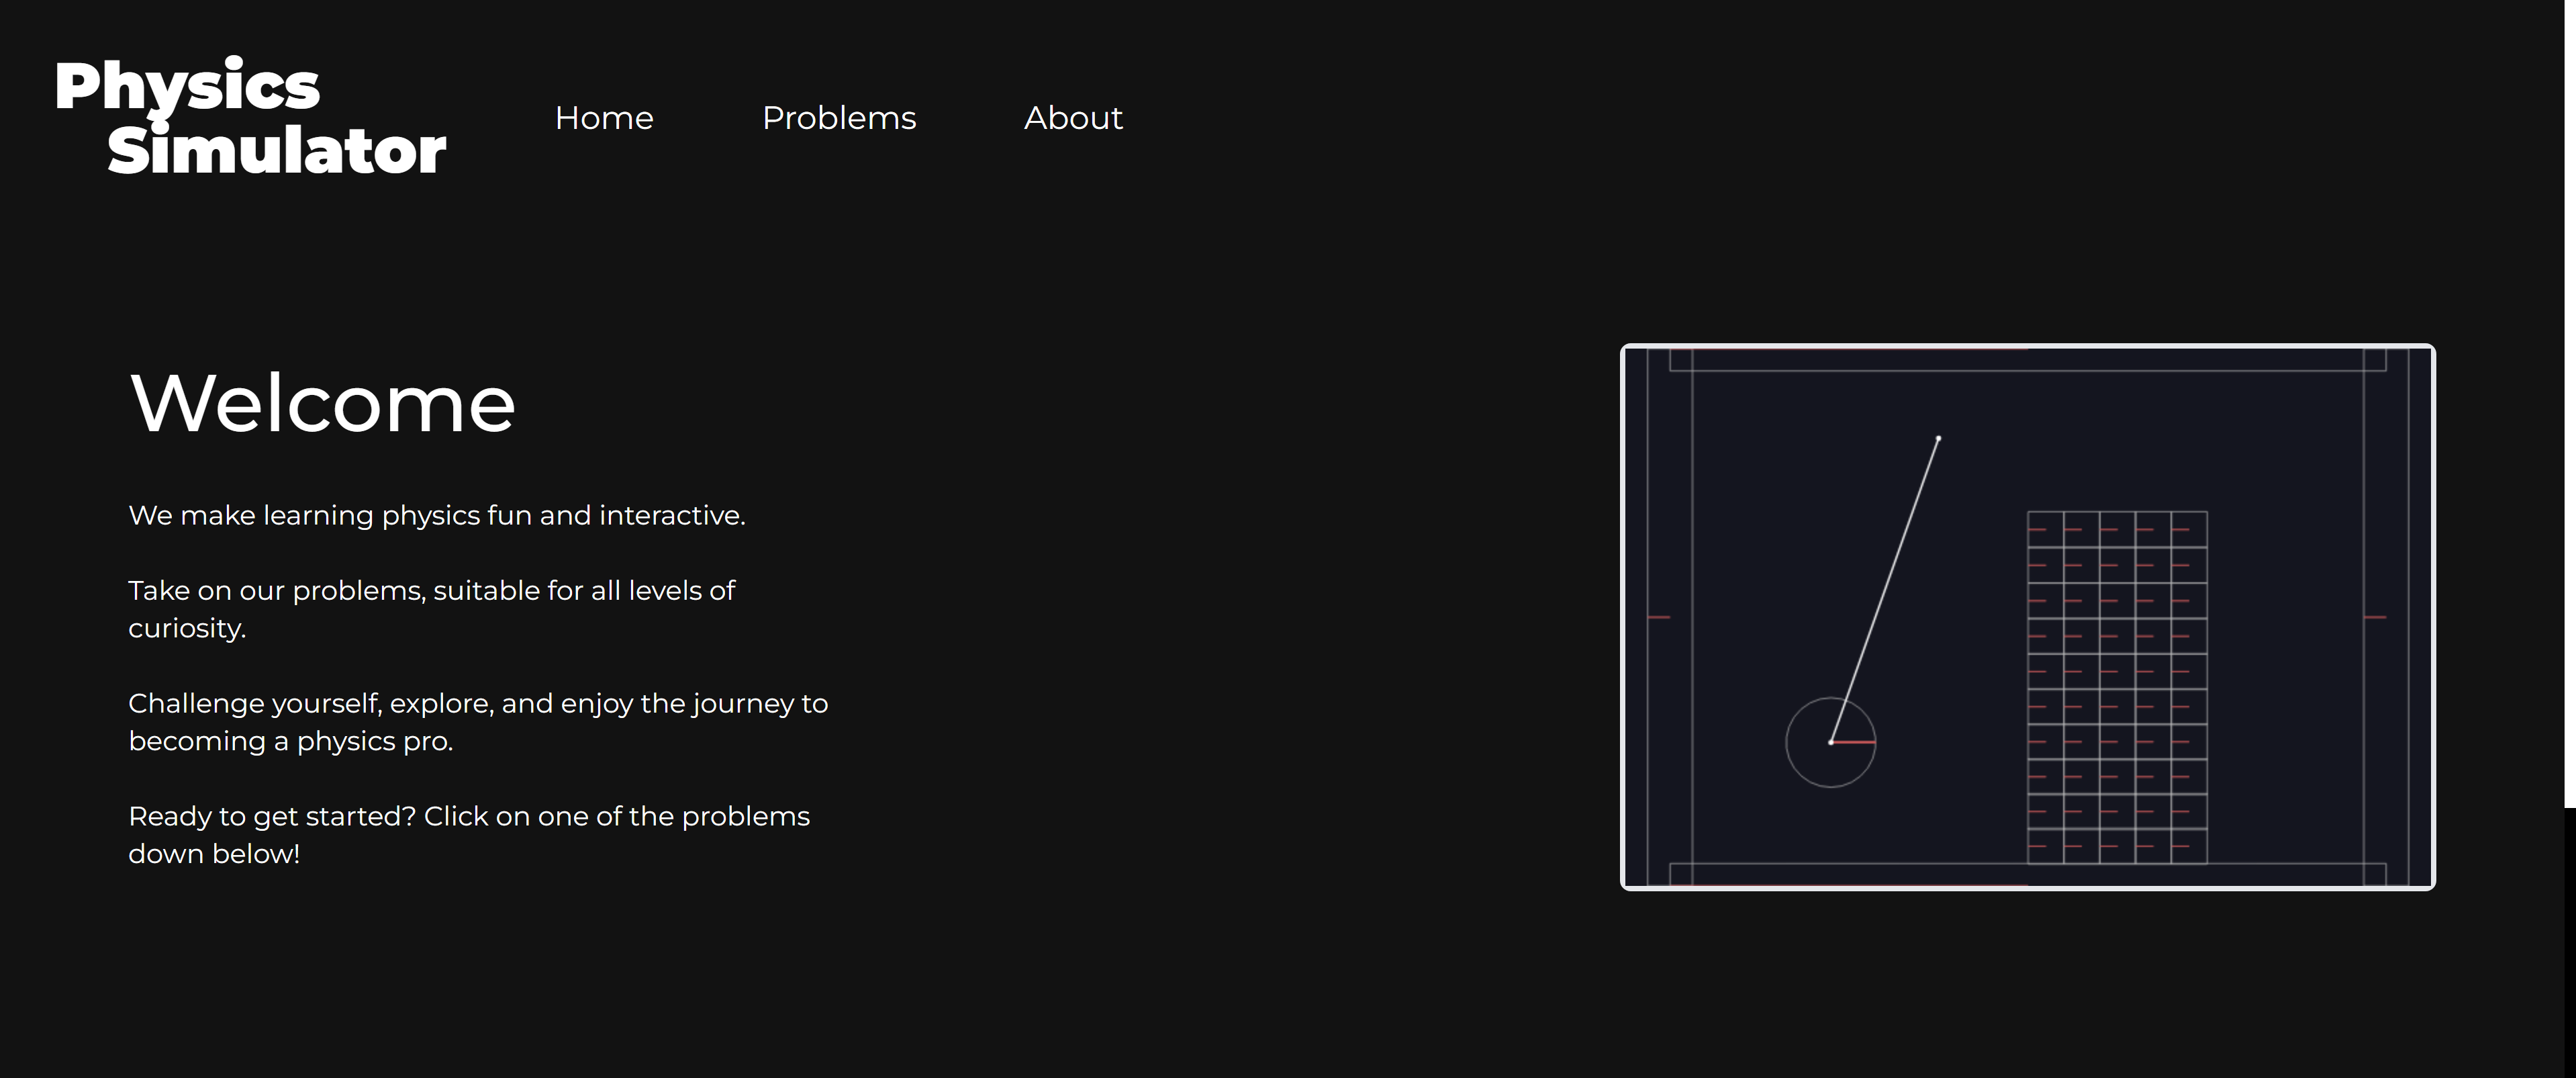 Physics
Simulator
Home
Problems
About
Welcome
We make learning physics fun and interactive.
Take on our problems, suitable for all levels of
curiosity.
Challenge yourself, explore, and enjoy the journey to
becoming a physics pro.
Ready to get started? Click on one of the problems
down below!